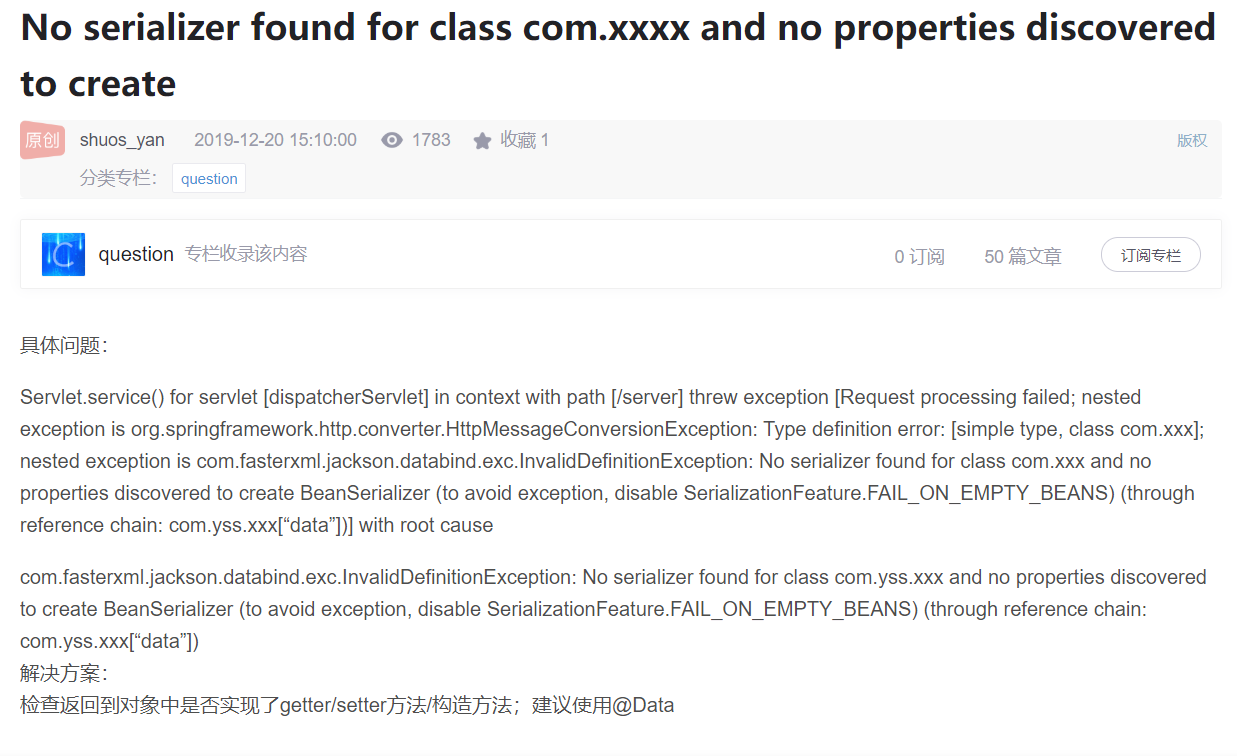 No serializer found for class com.xxxx and no properties discovered
to create
原创 shuos_yan 2019-12-20 15:10:00 1783 收藏 1 版权
分类专栏： question
question 专栏收录该内容 0 订阅 50 篇文章 订阅专栏
具体问题：
Servlet.service() for servlet [dispatcherServlet] in context with path [/server] threw exception [Request processing failed; nested
exception is org.springframework.http.converter.HttpMessageConversionException: Type definition error: [simple type, class com.xxx];
nested exception is com.fasterxml.jackson.databind.exc.InvalidDefinitionException: No serializer found for class com.xxx and no
properties discovered to create BeanSerializer (to avoid exception, disable SerializationFeature.FAIL_ON_EMPTY_BEANS) (through
reference chain: com.yss.xxx[“data”])] with root cause
com.fasterxml.jackson.databind.exc.InvalidDefinitionException: No serializer found for class com.yss.xxx and no properties discovered
to create BeanSerializer (to avoid exception, disable SerializationFeature.FAIL_ON_EMPTY_BEANS) (through reference chain:
com.yss.xxx[“data”])
解决方案：
检查返回到对象中是否实现了getter/setter方法/构造方法；建议使用@Data